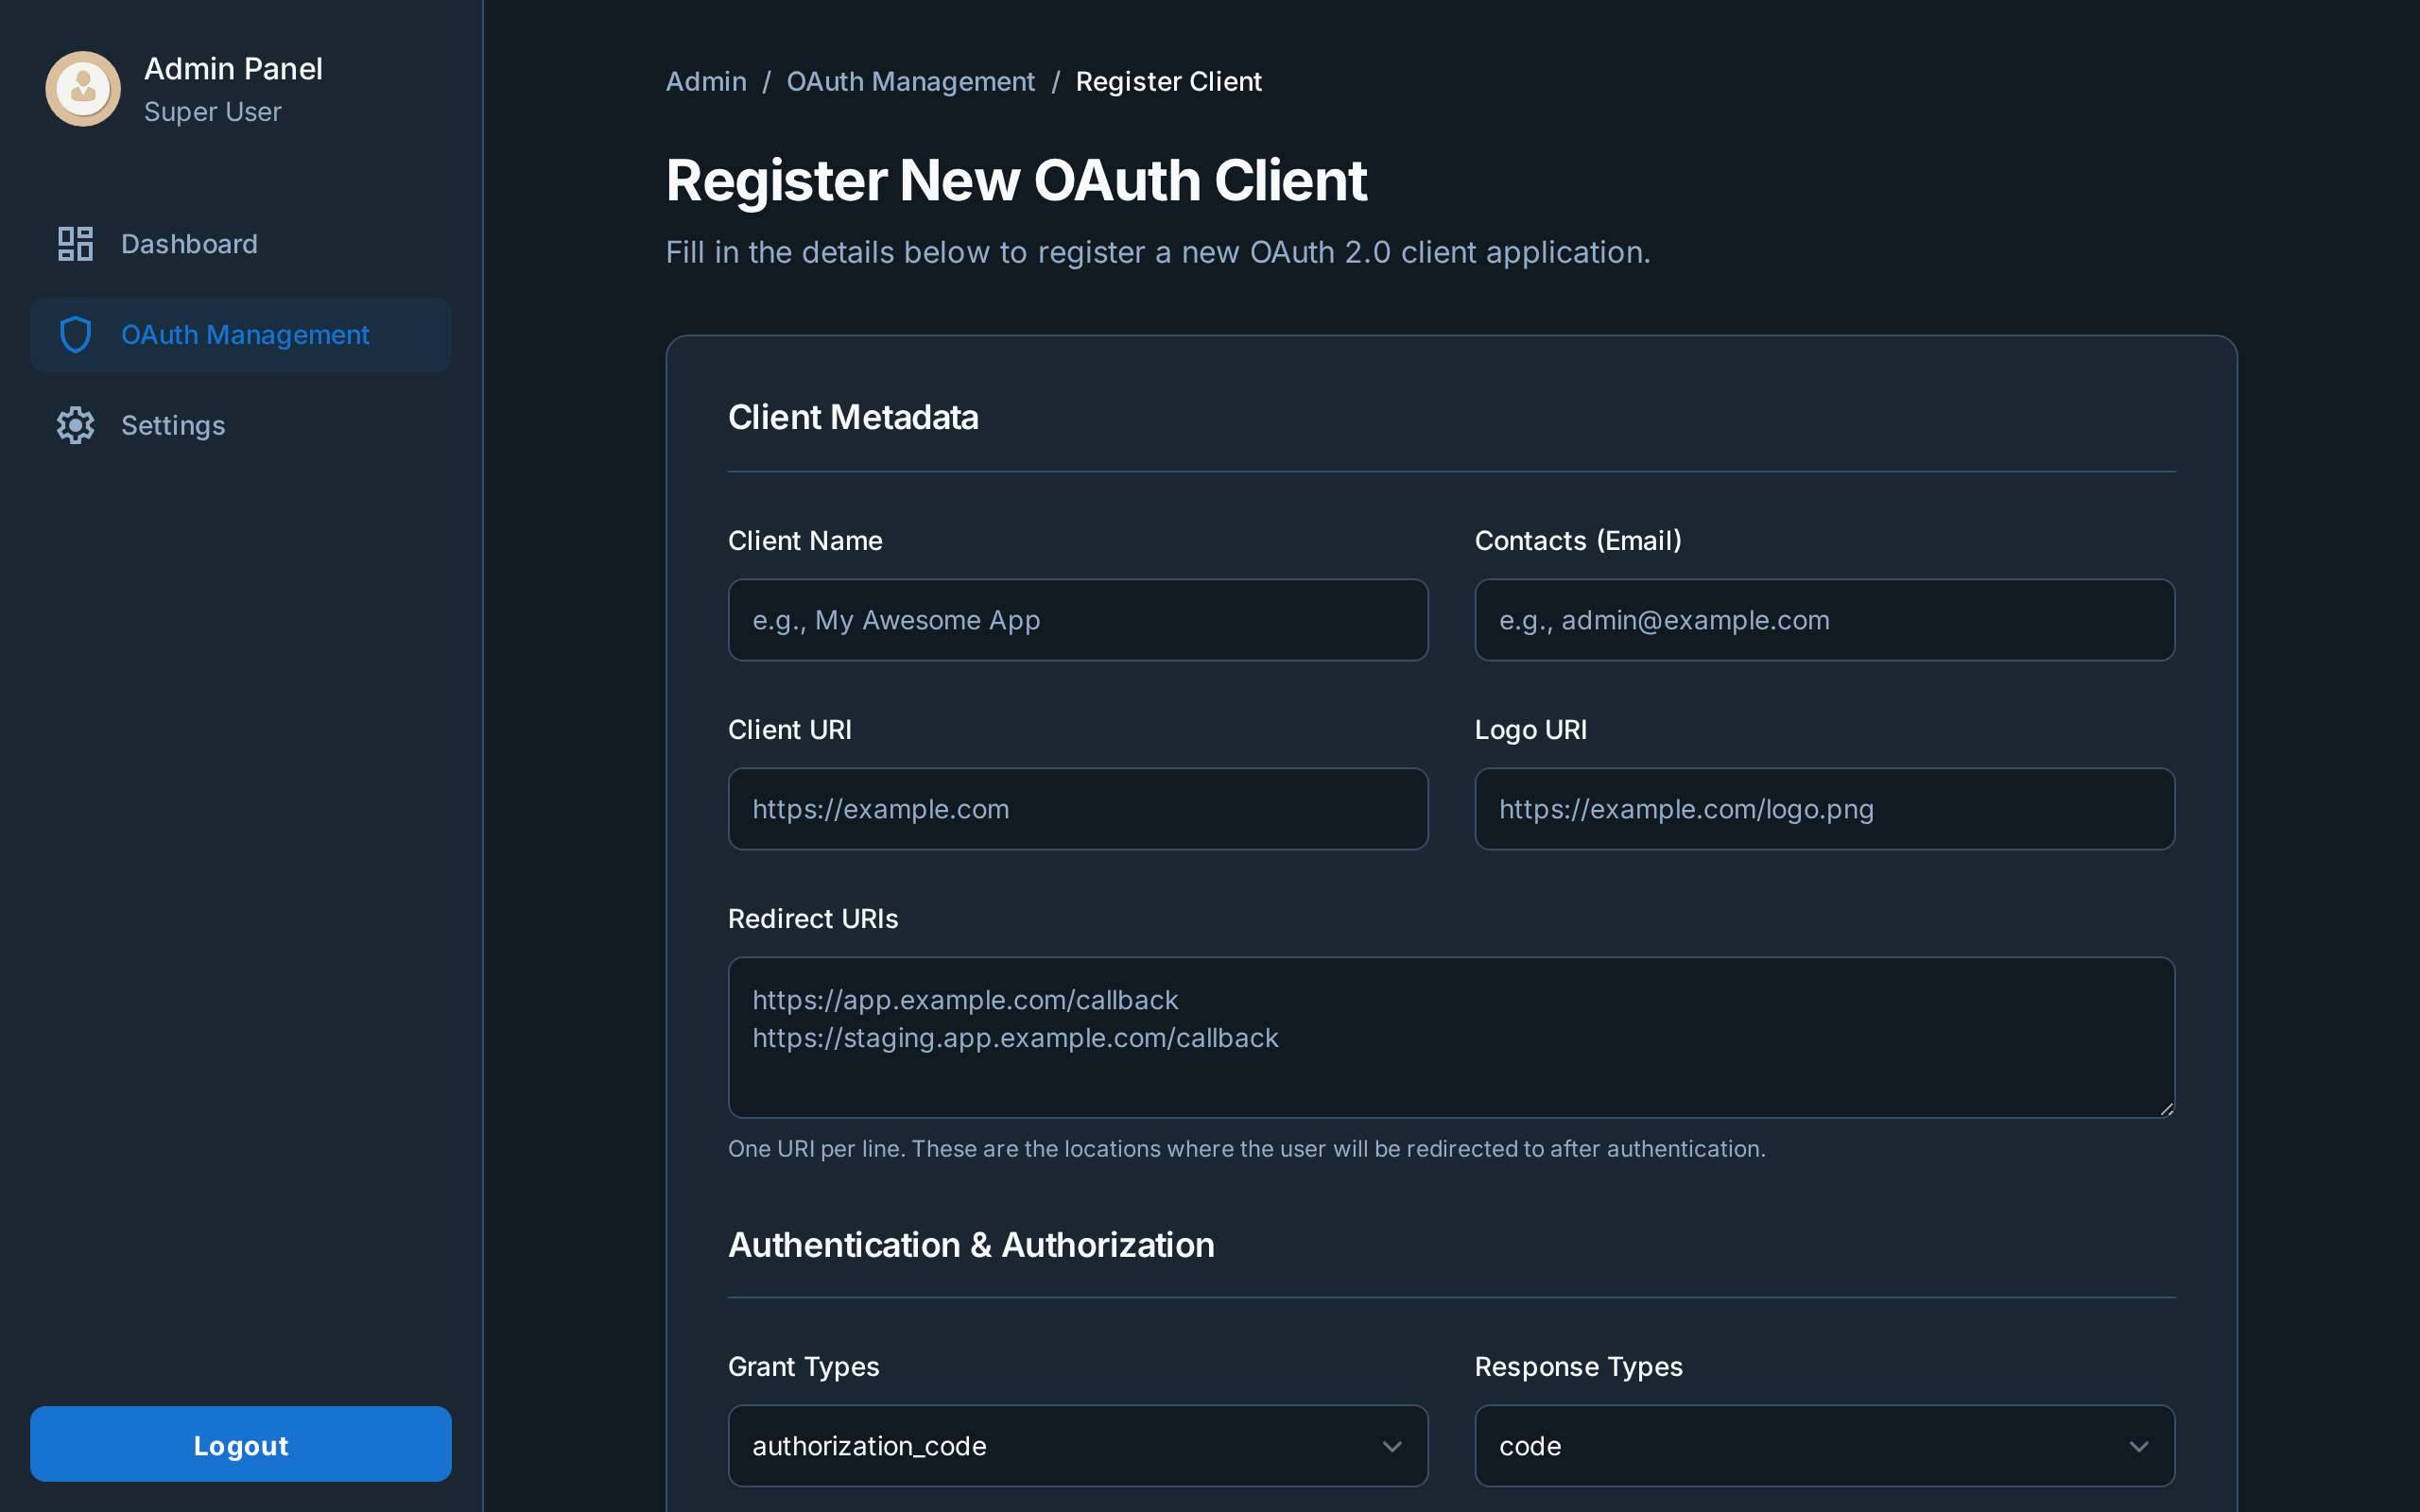 Admin Panel
Super User
Dashboard
OAuth Management
Settings
Logout
Admin / OAuth Management / Register Client
Register New OAuth Client
Fill in the details below to register a new OAuth 2.0 client application.
Client Metadata
Client Name
e.g., My Awesome App
Contacts (Email)
e.g., admin@example.com
Client URI
https://example.com
Logo URI
https://example.com/logo.png
Redirect URIs
https://app.example.com/callback
https://staging.app.example.com/callback
One URI per line. These are the locations where the user will be redirected to after authentication.
Authentication & Authorization
Grant Types
authorization_code
Response Types
code